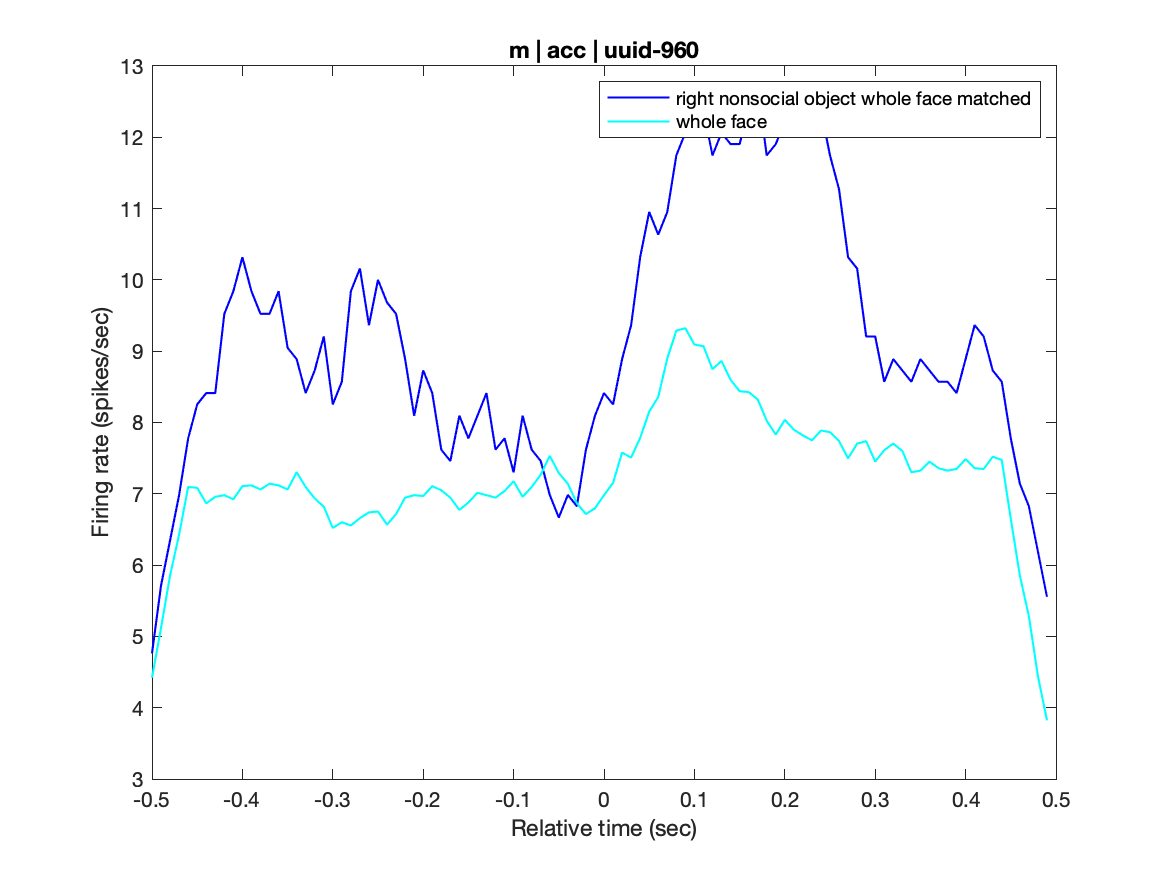 m | acc | uuid-960
right nonsocial object whole face matched
whole face
13
12
11
10
9
8
7
6
5
4
3
Firing rate (spikes/sec)
-0.5 -0.4 -0.3 -0.2 -0.1 0 0.1 0.2 0.3 0.4 0.5
Relative time (sec)